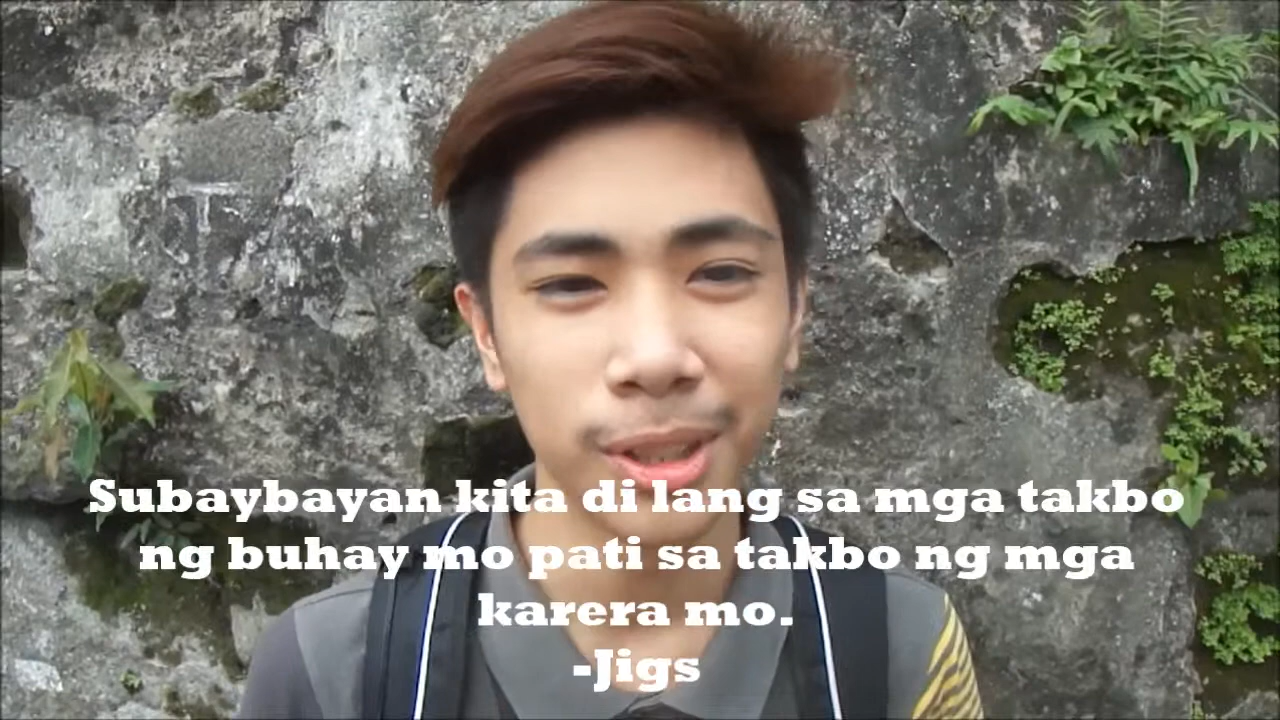 Subaybayan kita di lang sa mga takbo
ng buhay mo pati sa takbo ng mga
karera mo.
-Jigs